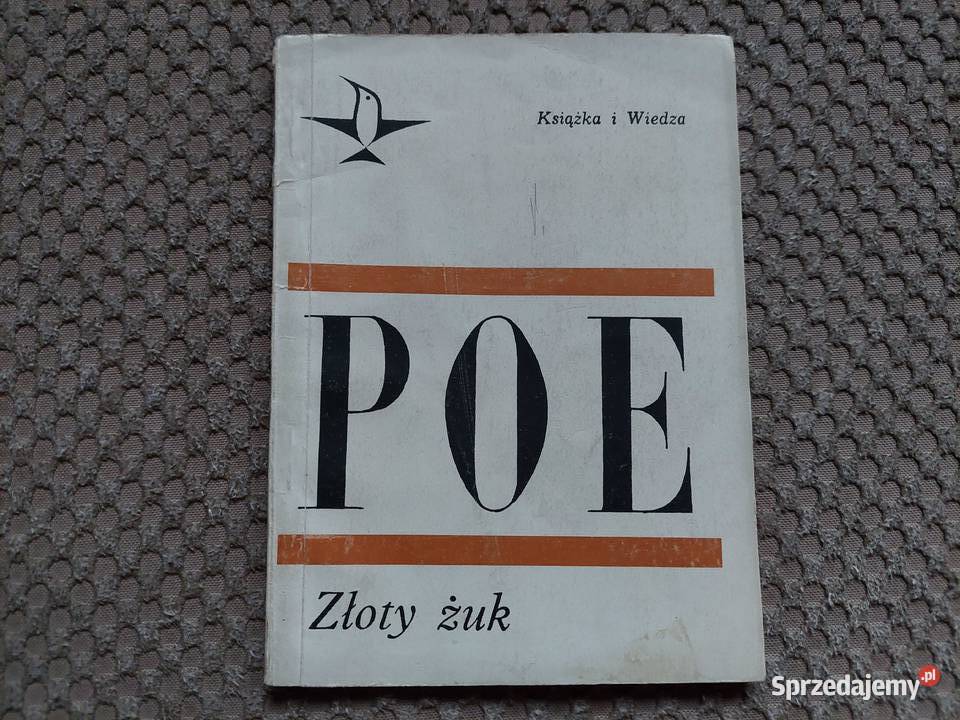 Książka i Wiedza
POE
Złoty żuk
Sprzedajemy.pl